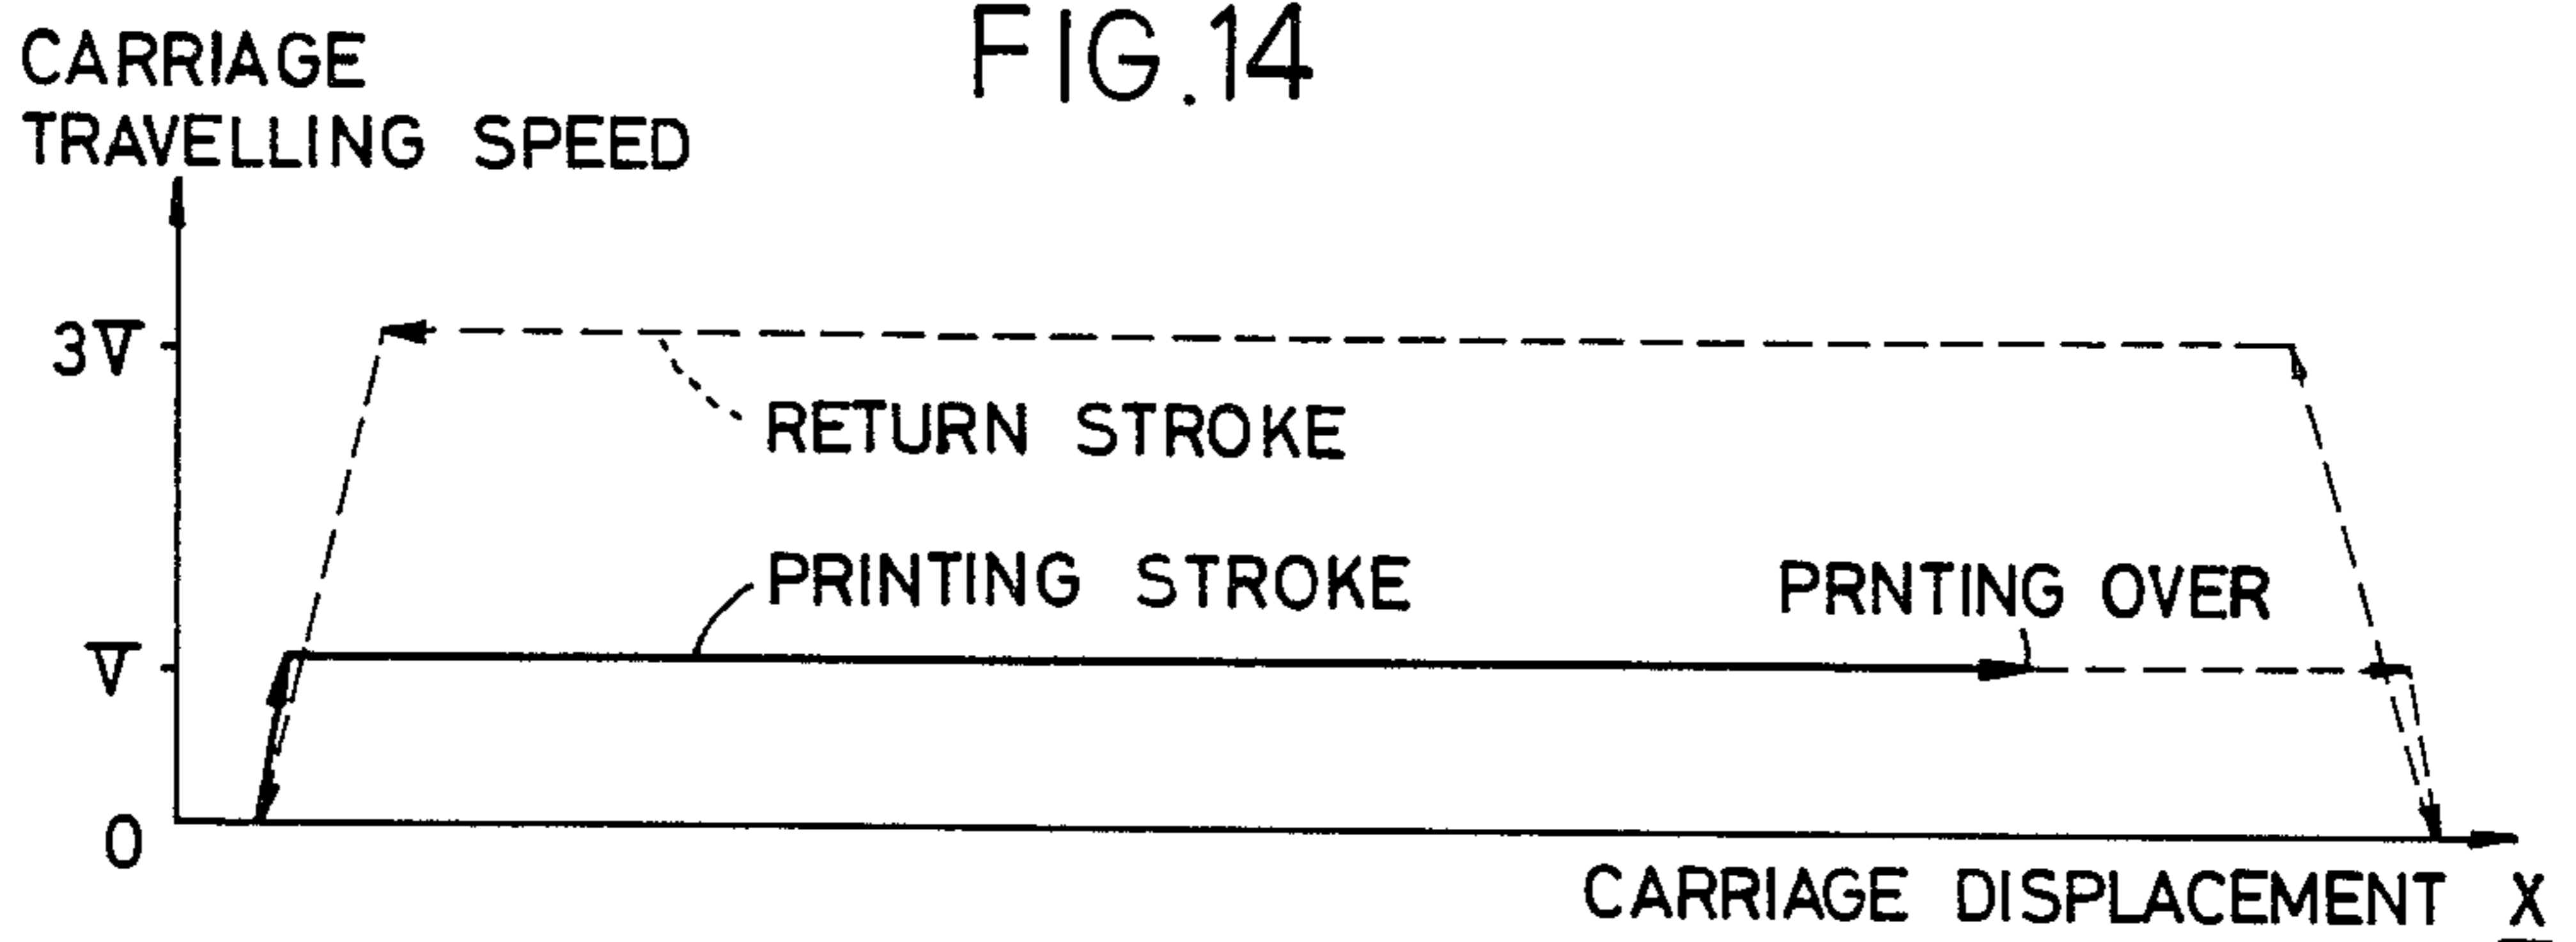 FIG.14
CARRIAGE
TRAVELLING SPEED
3V
RETURN STROKE
PRINTING STROKE
PRNTING OVER
V
0
CARRIAGE DISPLACEMENT X